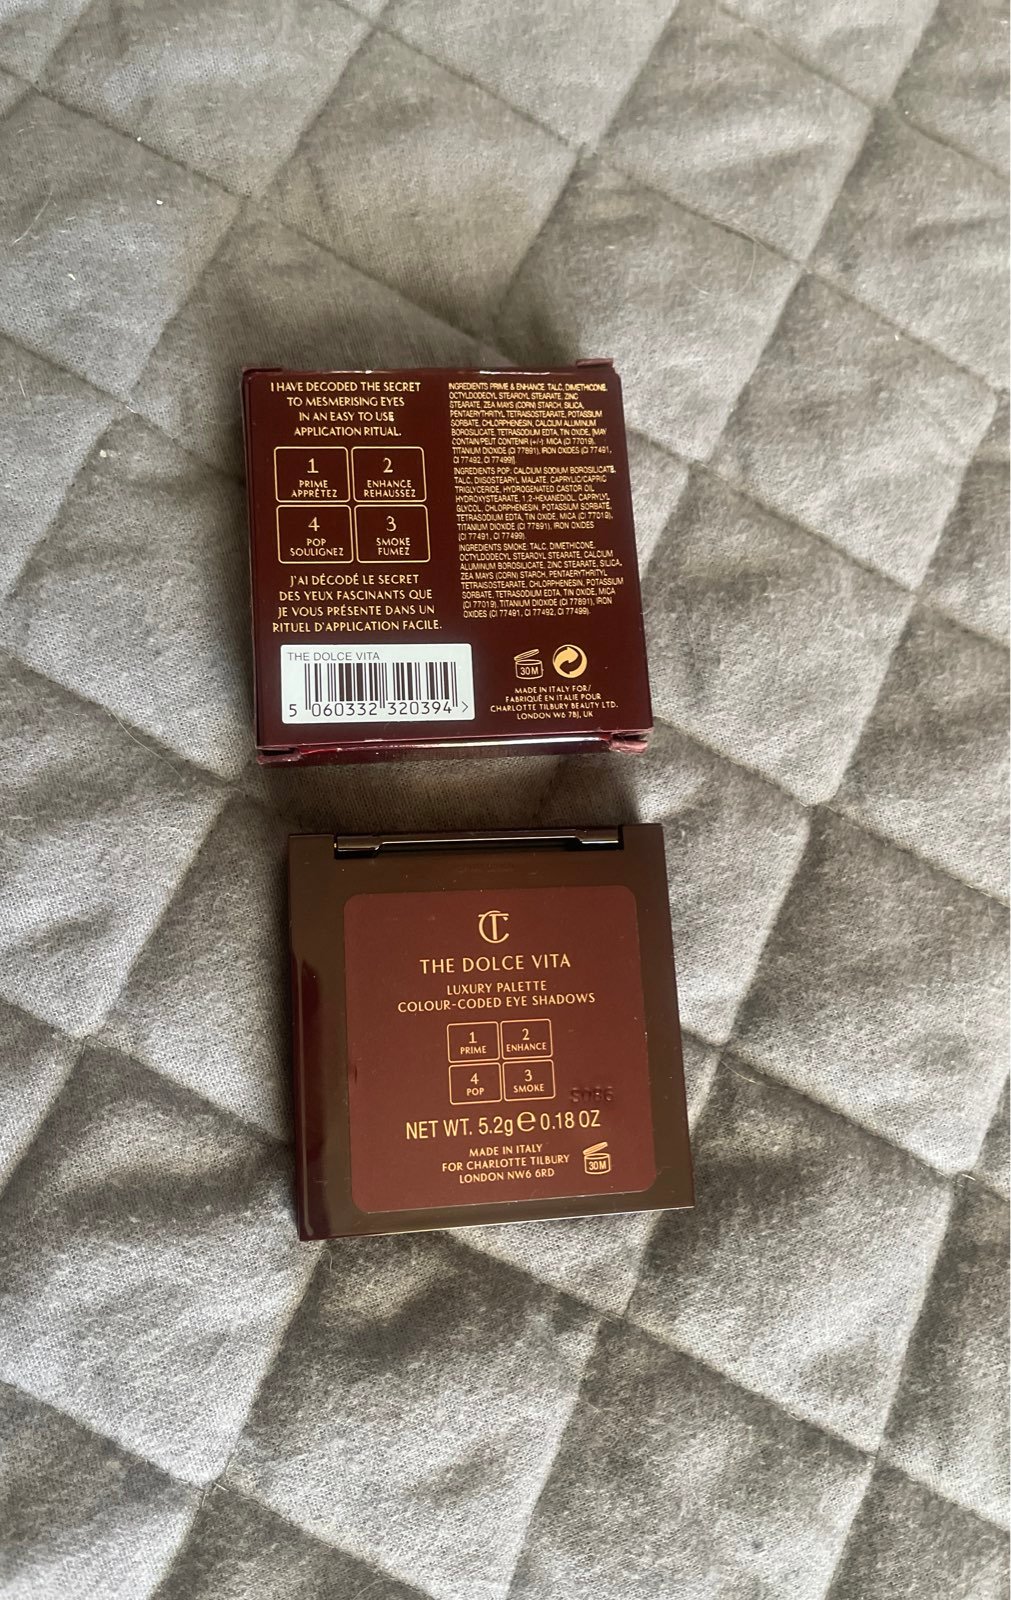 I HAVE DECODED THE SECRET
TO MESMERISING EYES
IN AN EASY TO USE
APPLICATION RITUAL.
1
PRIME
APPRÊTEZ
2
ENHANCE
REHAUSSEZ
4
POP
SOULIGNEZ
3
SMOKE
FUMEZ
J'AI DÉCODÉ LE SECRET
DES YEUX FASCINANTS QUE
JE VOUS PRÉSENTE DANS UN
RITUEL D'APPLICATION FACILE.
THE DOLCE VITA
5 060332 320394 >
INGREDIENTS PRIME & ENHANCE: TALC, DIMETHICONE,
OCTYLDODECYL STEAROYL STEARATE, ZINC
STEARATE, ZEA MAYS (CORN) STARCH, SILICA,
PENTAERYTHRITYL TETRAISOSTEARATE, POTASSIUM
SORBATE, CHLORPHENESIN, CALCIUM ALUMINUM
BOROSILICATE, TETRASODIUM EDTA, TIN OXIDE, [MAY
CONTAIN/PEUT CONTENIR (+/-): MICA (CI 77019),
TITANIUM DIOXIDE (CI 77891), IRON OXIDES (CI 77491,
CI 77492, CI 77499)]
INGREDIENTS POP: CALCIUM SODIUM BOROSILICATE,
TALC, DIISOSTEARYL MALATE, CAPRYLIC/CAPRIC
TRIGLYCERIDE, HYDROGENATED CASTOR OIL
HYDROXYSTEARATE, 1,2-HEXANEDIOL, CAPRYLYL
GLYCOL, CHLORPHENESIN, POTASSIUM SORBATE,
TETRASODIUM EDTA, TIN OXIDE, MICA (CI 77019),
TITANIUM DIOXIDE (CI 77891), IRON OXIDES
(CI 77491, CI 77499).
INGREDIENTS SMOKE: TALC, DIMETHICONE,
OCTYLDODECYL STEAROYL STEARATE, CALCIUM
ALUMINUM BOROSILICATE, ZINC STEARATE, SILICA,
ZEA MAYS (CORN) STARCH, PENTAERYTHRITYL
TETRAISOSTEARATE, CHLORPHENESIN, POTASSIUM
SORBATE, TETRASODIUM EDTA, TIN OXIDE, MICA
(CI 77019), TITANIUM DIOXIDE (CI 77891), IRON
OXIDES (CI 77491, CI 77492, CI 77499).
30M
MADE IN ITALY FOR/
FABRIQUÉ EN ITALIE POUR
CHARLOTTE TILBURY BEAUTY LTD.
LONDON W6 7BJ, UK
CT
THE DOLCE VITA
LUXURY PALETTE
COLOUR-CODED EYE SHADOWS
1
PRIME
2
ENHANCE
4
POP
3
SMOKE
NET WT. 5.2g e 0.18 OZ
MADE IN ITALY
FOR CHARLOTTE TILBURY
LONDON NW6 6RD
30M